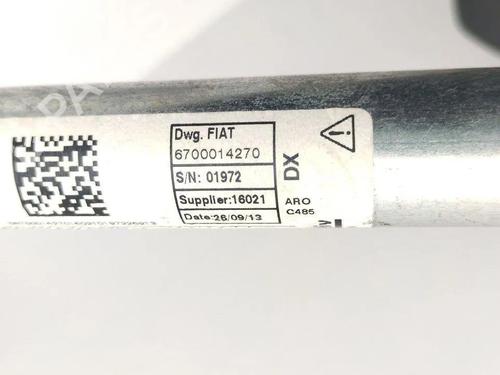 Dwg. FIAT
6700014270
S/N: 01972
Supplier:16021
Date:26/09/13
DX
ARO
C485